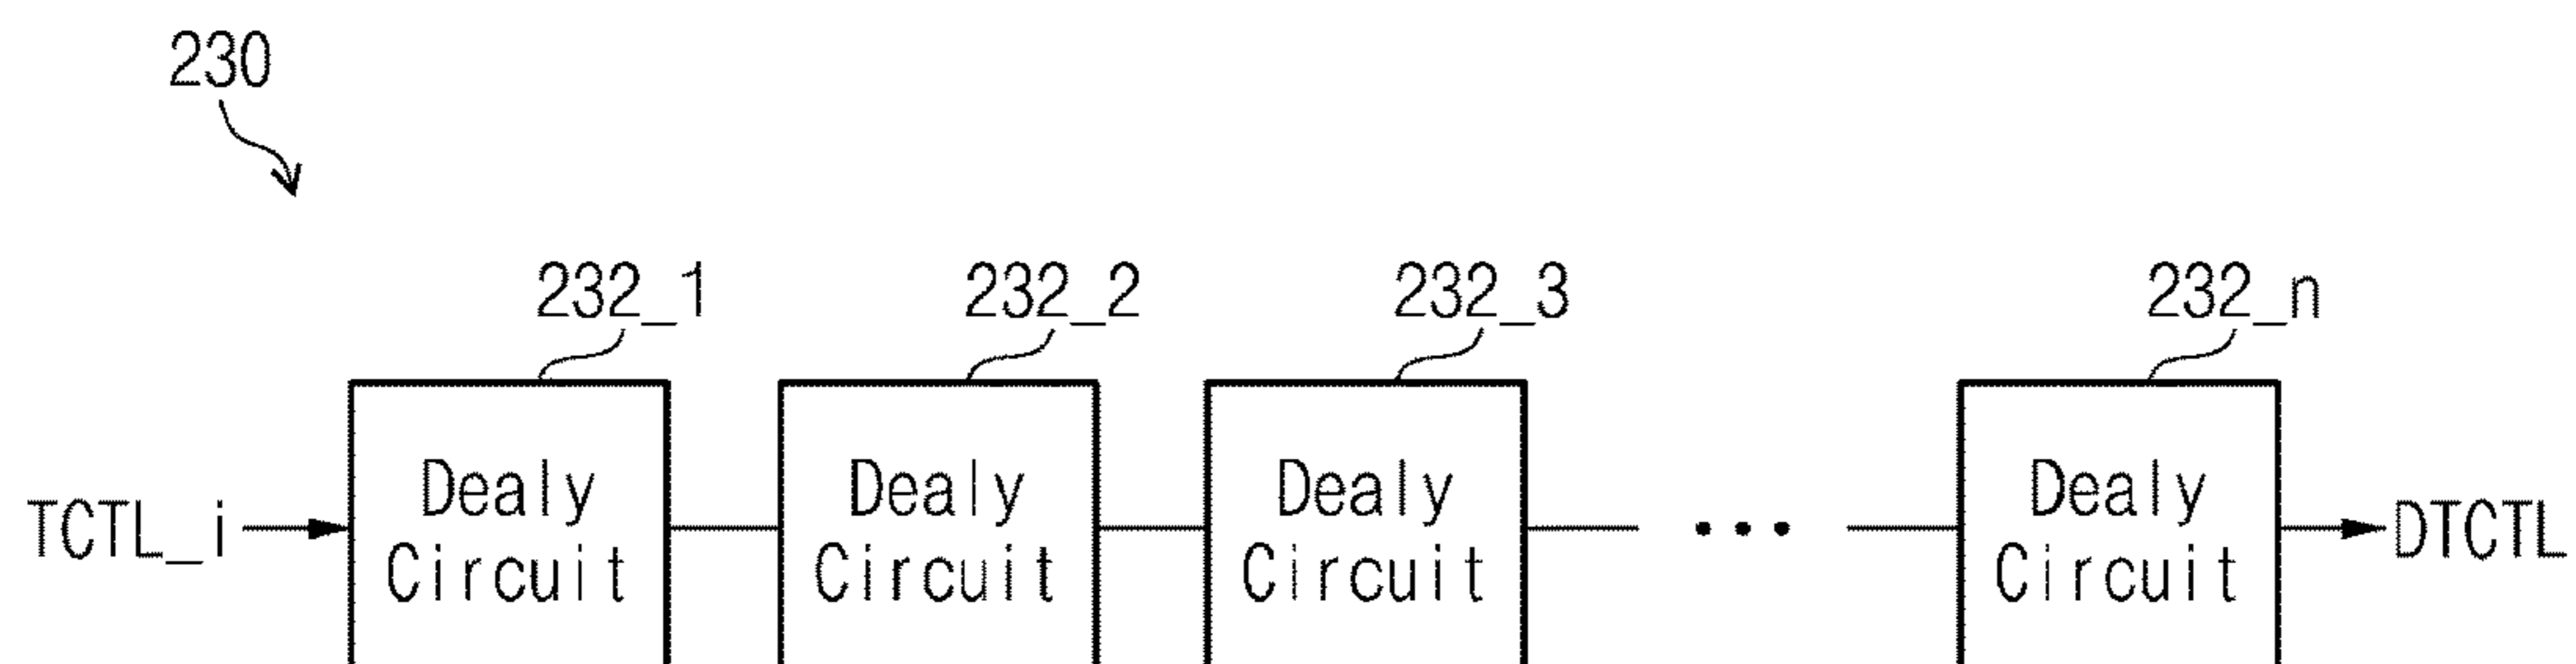 230
232_1 232_2 232_3 232_n
TCTL_i Dealy Dealy Dealy Dealy DTCTL
Circuit Circuit Circuit Circuit